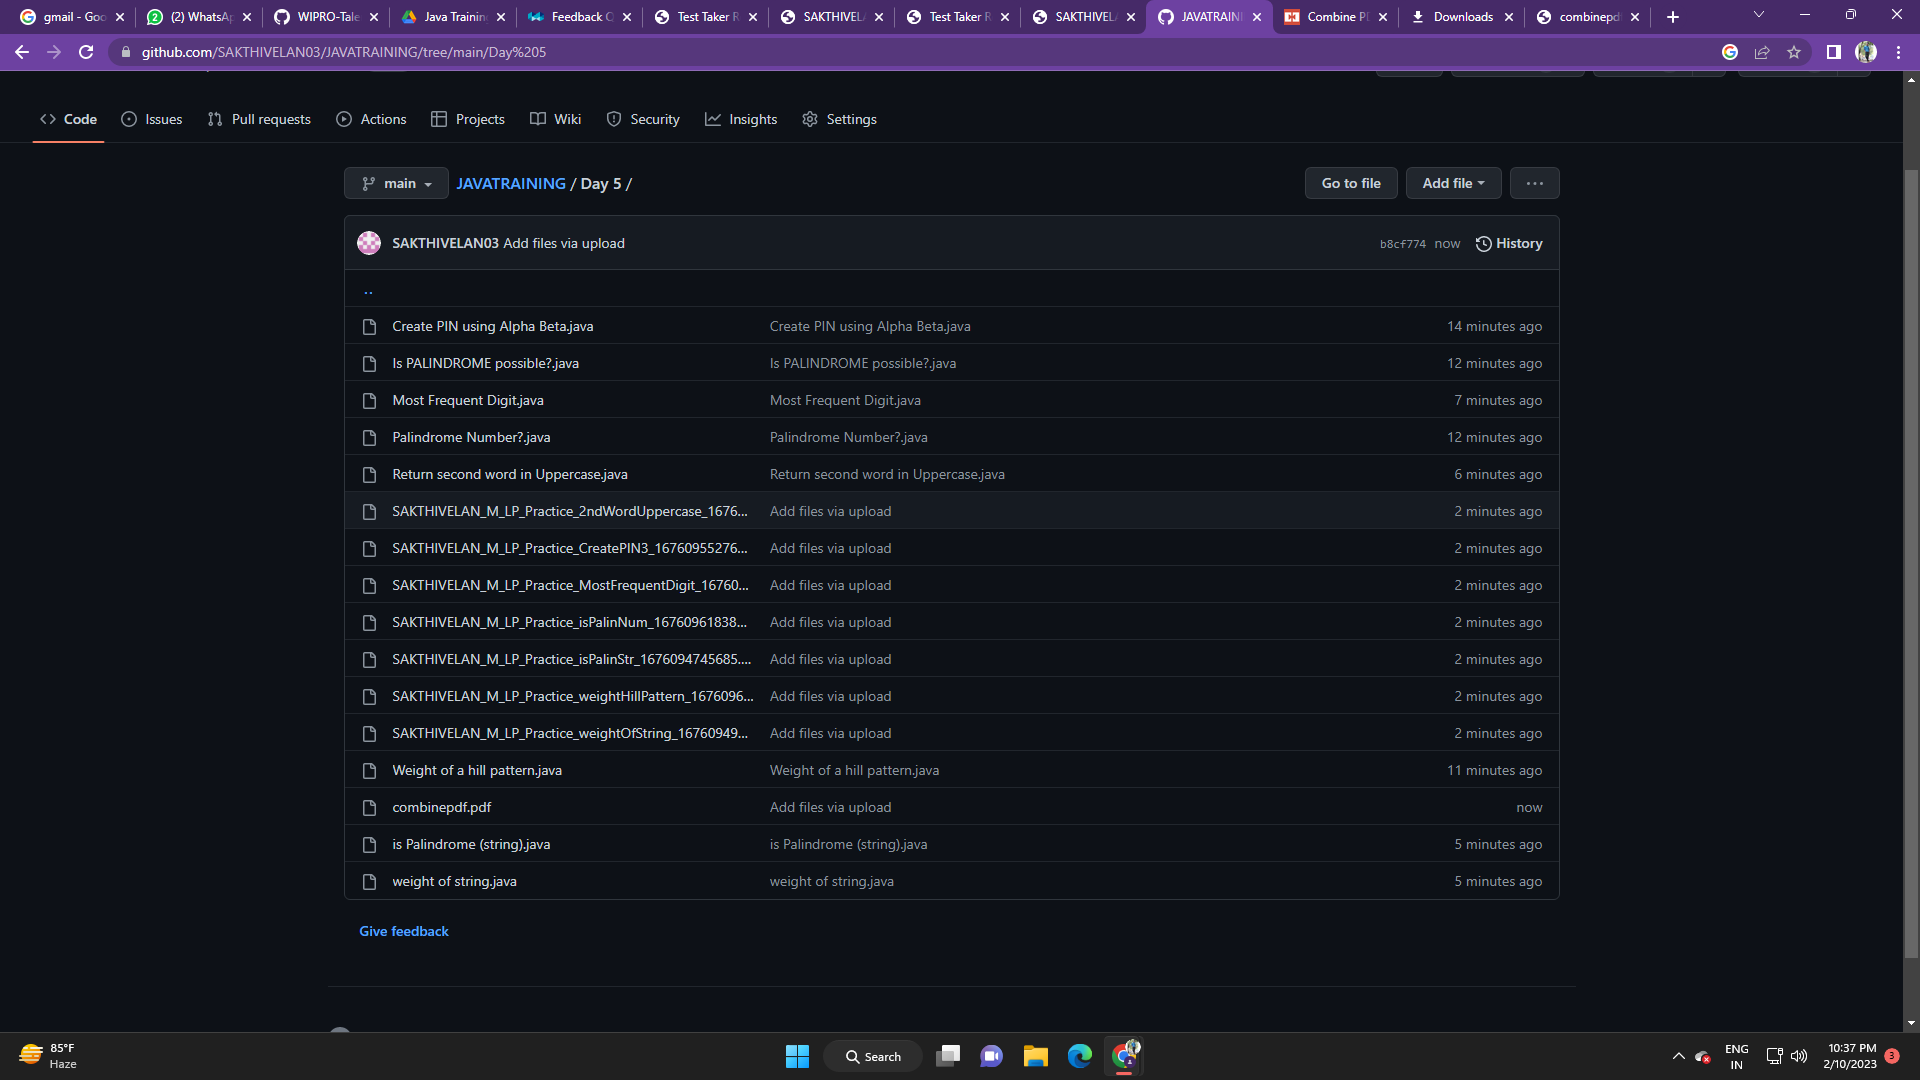 gmail - Goo
(2) WhatsAp
WIPRO-Tale
Java Training
Feedback Q
Test Taker R
SAKTHIVELA
Test Taker R
SAKTHIVELA
JAVATRAINI
Combine PD
Downloads
combinepdf
github.com/SAKTHIVELAN03/JAVATRAINING/tree/main/Day%205
Code
Issues
Pull requests
Actions
Projects
Wiki
Security
Insights
Settings
main
JAVATRAINING / Day 5 /
Go to file
Add file
SAKTHIVELAN03 Add files via upload
b8cf774 now
History
..
Create PIN using Alpha Beta.java Create PIN using Alpha Beta.java 14 minutes ago
Is PALINDROME possible?.java Is PALINDROME possible?.java 12 minutes ago
Most Frequent Digit.java Most Frequent Digit.java 7 minutes ago
Palindrome Number?.java Palindrome Number?.java 12 minutes ago
Return second word in Uppercase.java Return second word in Uppercase.java 6 minutes ago
SAKTHIVELAN_M_LP_Practice_2ndWordUppercase_1676... Add files via upload 2 minutes ago
SAKTHIVELAN_M_LP_Practice_CreatePIN3_16760955276... Add files via upload 2 minutes ago
SAKTHIVELAN_M_LP_Practice_MostFrequentDigit_16760... Add files via upload 2 minutes ago
SAKTHIVELAN_M_LP_Practice_isPalinNum_16760961838... Add files via upload 2 minutes ago
SAKTHIVELAN_M_LP_Practice_isPalinStr_1676094745685.... Add files via upload 2 minutes ago
SAKTHIVELAN_M_LP_Practice_weightHillPattern_1676096... Add files via upload 2 minutes ago
SAKTHIVELAN_M_LP_Practice_weightOfString_16760949... Add files via upload 2 minutes ago
Weight of a hill pattern.java Weight of a hill pattern.java 11 minutes ago
combinepdf.pdf Add files via upload now
is Palindrome (string).java is Palindrome (string).java 5 minutes ago
weight of string.java weight of string.java 5 minutes ago
Give feedback
85°F
Haze
Search
ENG
IN
10:37 PM
2/10/2023
3